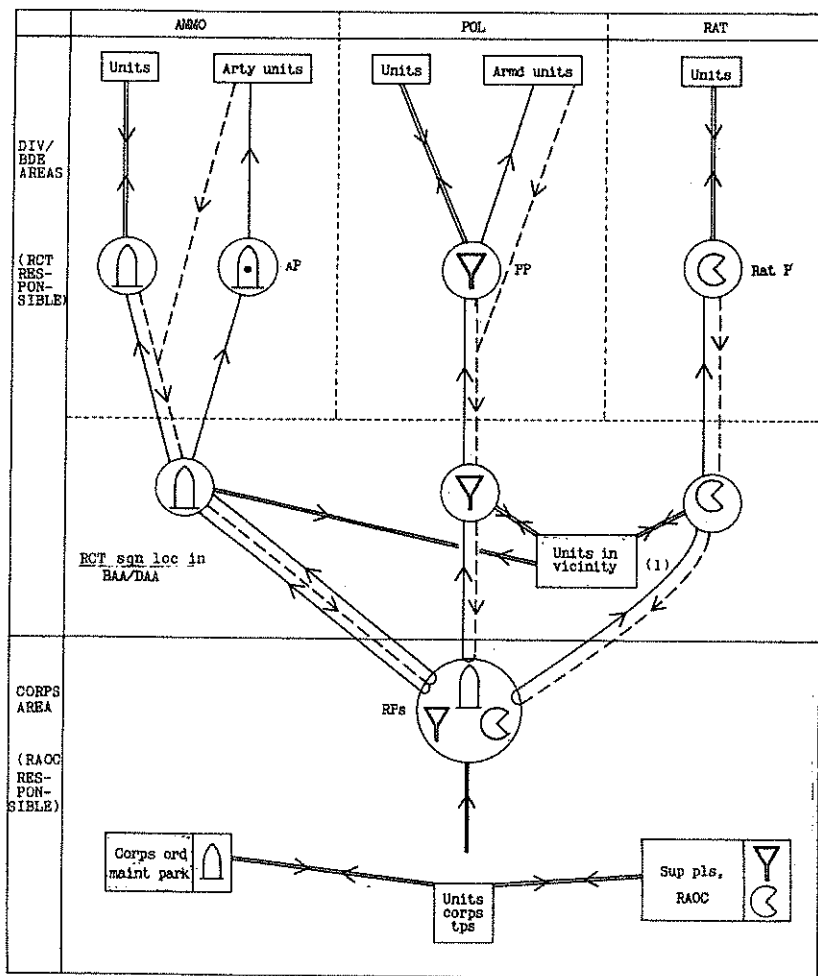 AMMO
POL
RAT
Units
Arty units
Units
Armd units
Units
DIV/
BDE
AREAS
(RCT
RES-
PON-
SIBLE)
AP
PP
Rat P
RCT sqn loc in
BAA/DAA
Units in
vicinity
(1)
CORPS
AREA
(RAOC
RES-
PON-
SIBLE)
RPs
Corps ord
maint park
Units
corps
tps
Sup pls,
RAOC